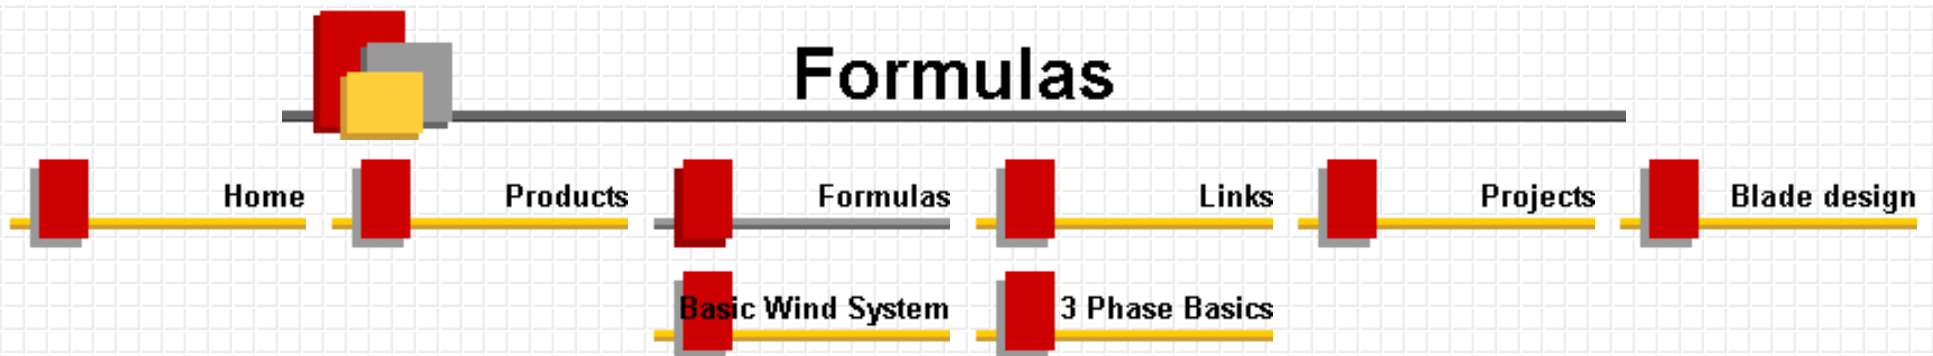 Formulas
Home Products Formulas Links Projects Blade design
Basic Wind System 3 Phase Basics